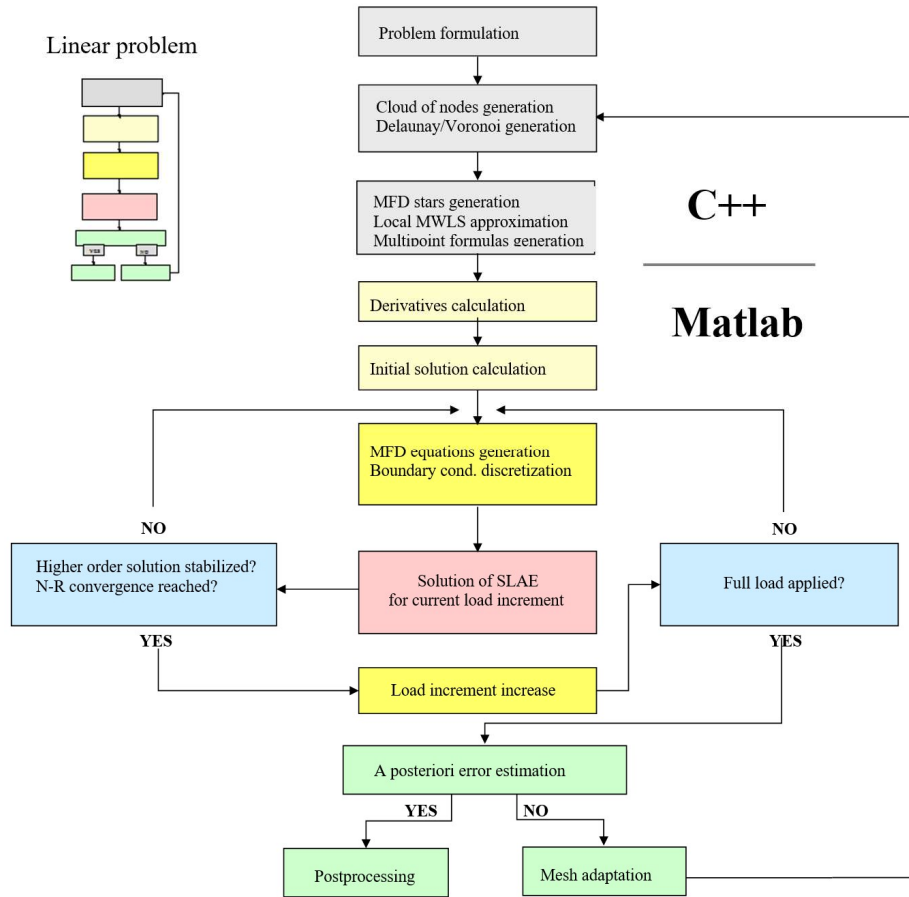 Linear problem
YES
NO
Problem formulation
Cloud of nodes generation
Delaunay/Voronoi generation
MFD stars generation
Local MWLS approximation
Multipoint formulas generation
C++
Matlab
Derivatives calculation
Initial solution calculation
MFD equations generation
Boundary cond. discretization
NO
NO
Higher order solution stabilized?
N-R convergence reached?
Solution of SLAE
for current load increment
Full load applied?
YES
YES
Load increment increase
A posteriori error estimation
YES
NO
Postprocessing
Mesh adaptation